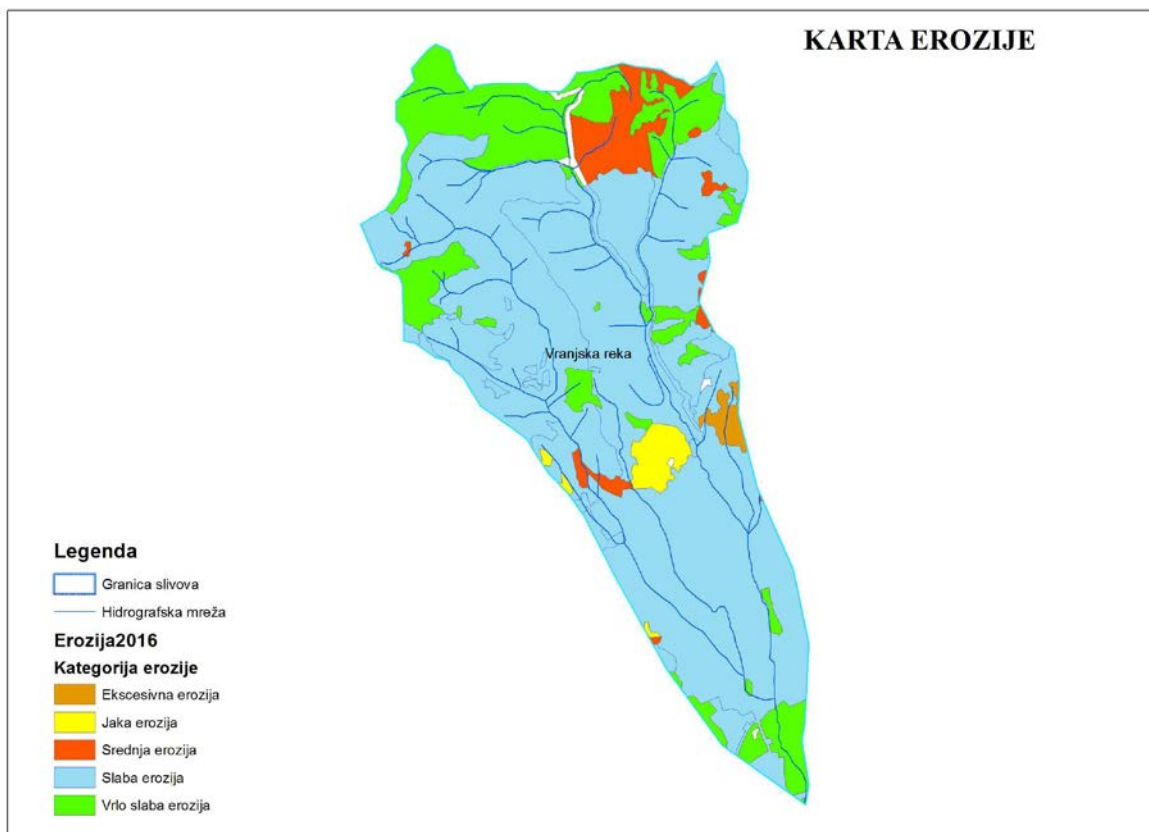 KARTA EROZIJE
Vranjska reka
Legenda
Granica slivova
Hidrografska mreža
Erozija2016
Kategorija erozije
Ekscesivna erozija
Jaka erozija
Srednja erozija
Slaba erozija
Vrlo slaba erozija